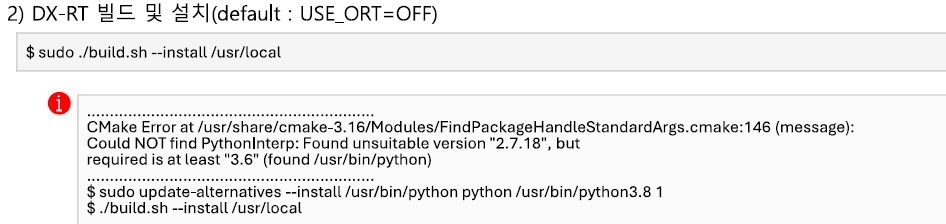 2) DX-RT 빌드 및 설치(default : USE_ORT=OFF)
$ sudo ./build.sh --install /usr/local
i
................................................................
CMake Error at /usr/share/cmake-3.16/Modules/FindPackageHandleStandardArgs.cmake:146 (message):
Could NOT find PythonInterp: Found unsuitable version "2.7.18", but
required is at least "3.6" (found /usr/bin/python)
................................................................
$ sudo update-alternatives --install /usr/bin/python python /usr/bin/python3.8 1
$ ./build.sh --install /usr/local